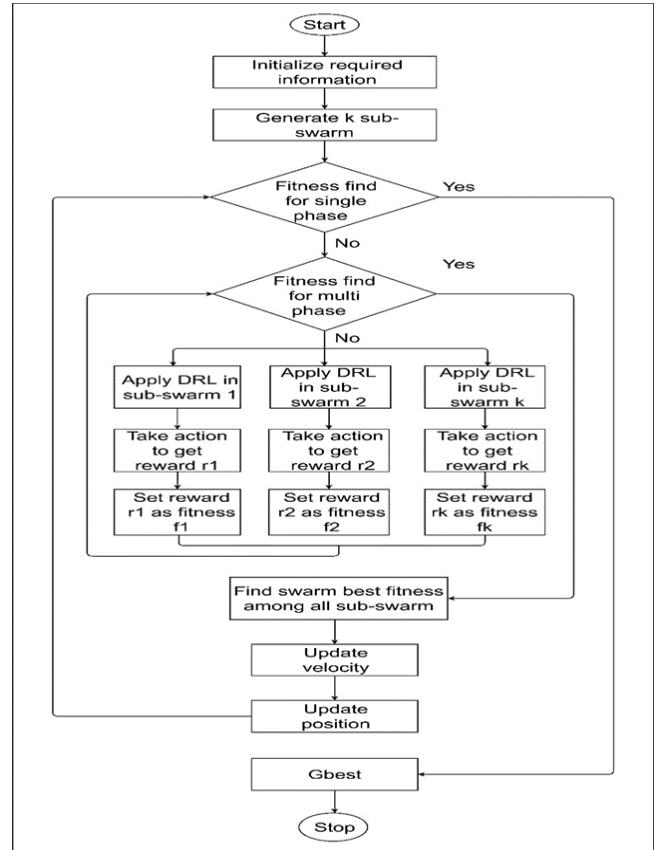 Start
Initialize required
information
Generate k sub-
swarm
Fitness find
for single
phase
Yes
No
Fitness find
for multi
phase
Yes
No
Apply DRL in
sub-swarm 1
Apply DRL
in sub-
swarm 2
Apply DRL
in sub-
swarm k
Take action
to get
reward r1
Take action
to get
reward r2
Take action
to get
reward rk
Set reward
r1 as fitness
f1
Set reward
r2 as fitness
f2
Set reward
rk as fitness
fk
Find swarm best fitness
among all sub-swarm
Update
velocity
Update
position
Gbest
Stop